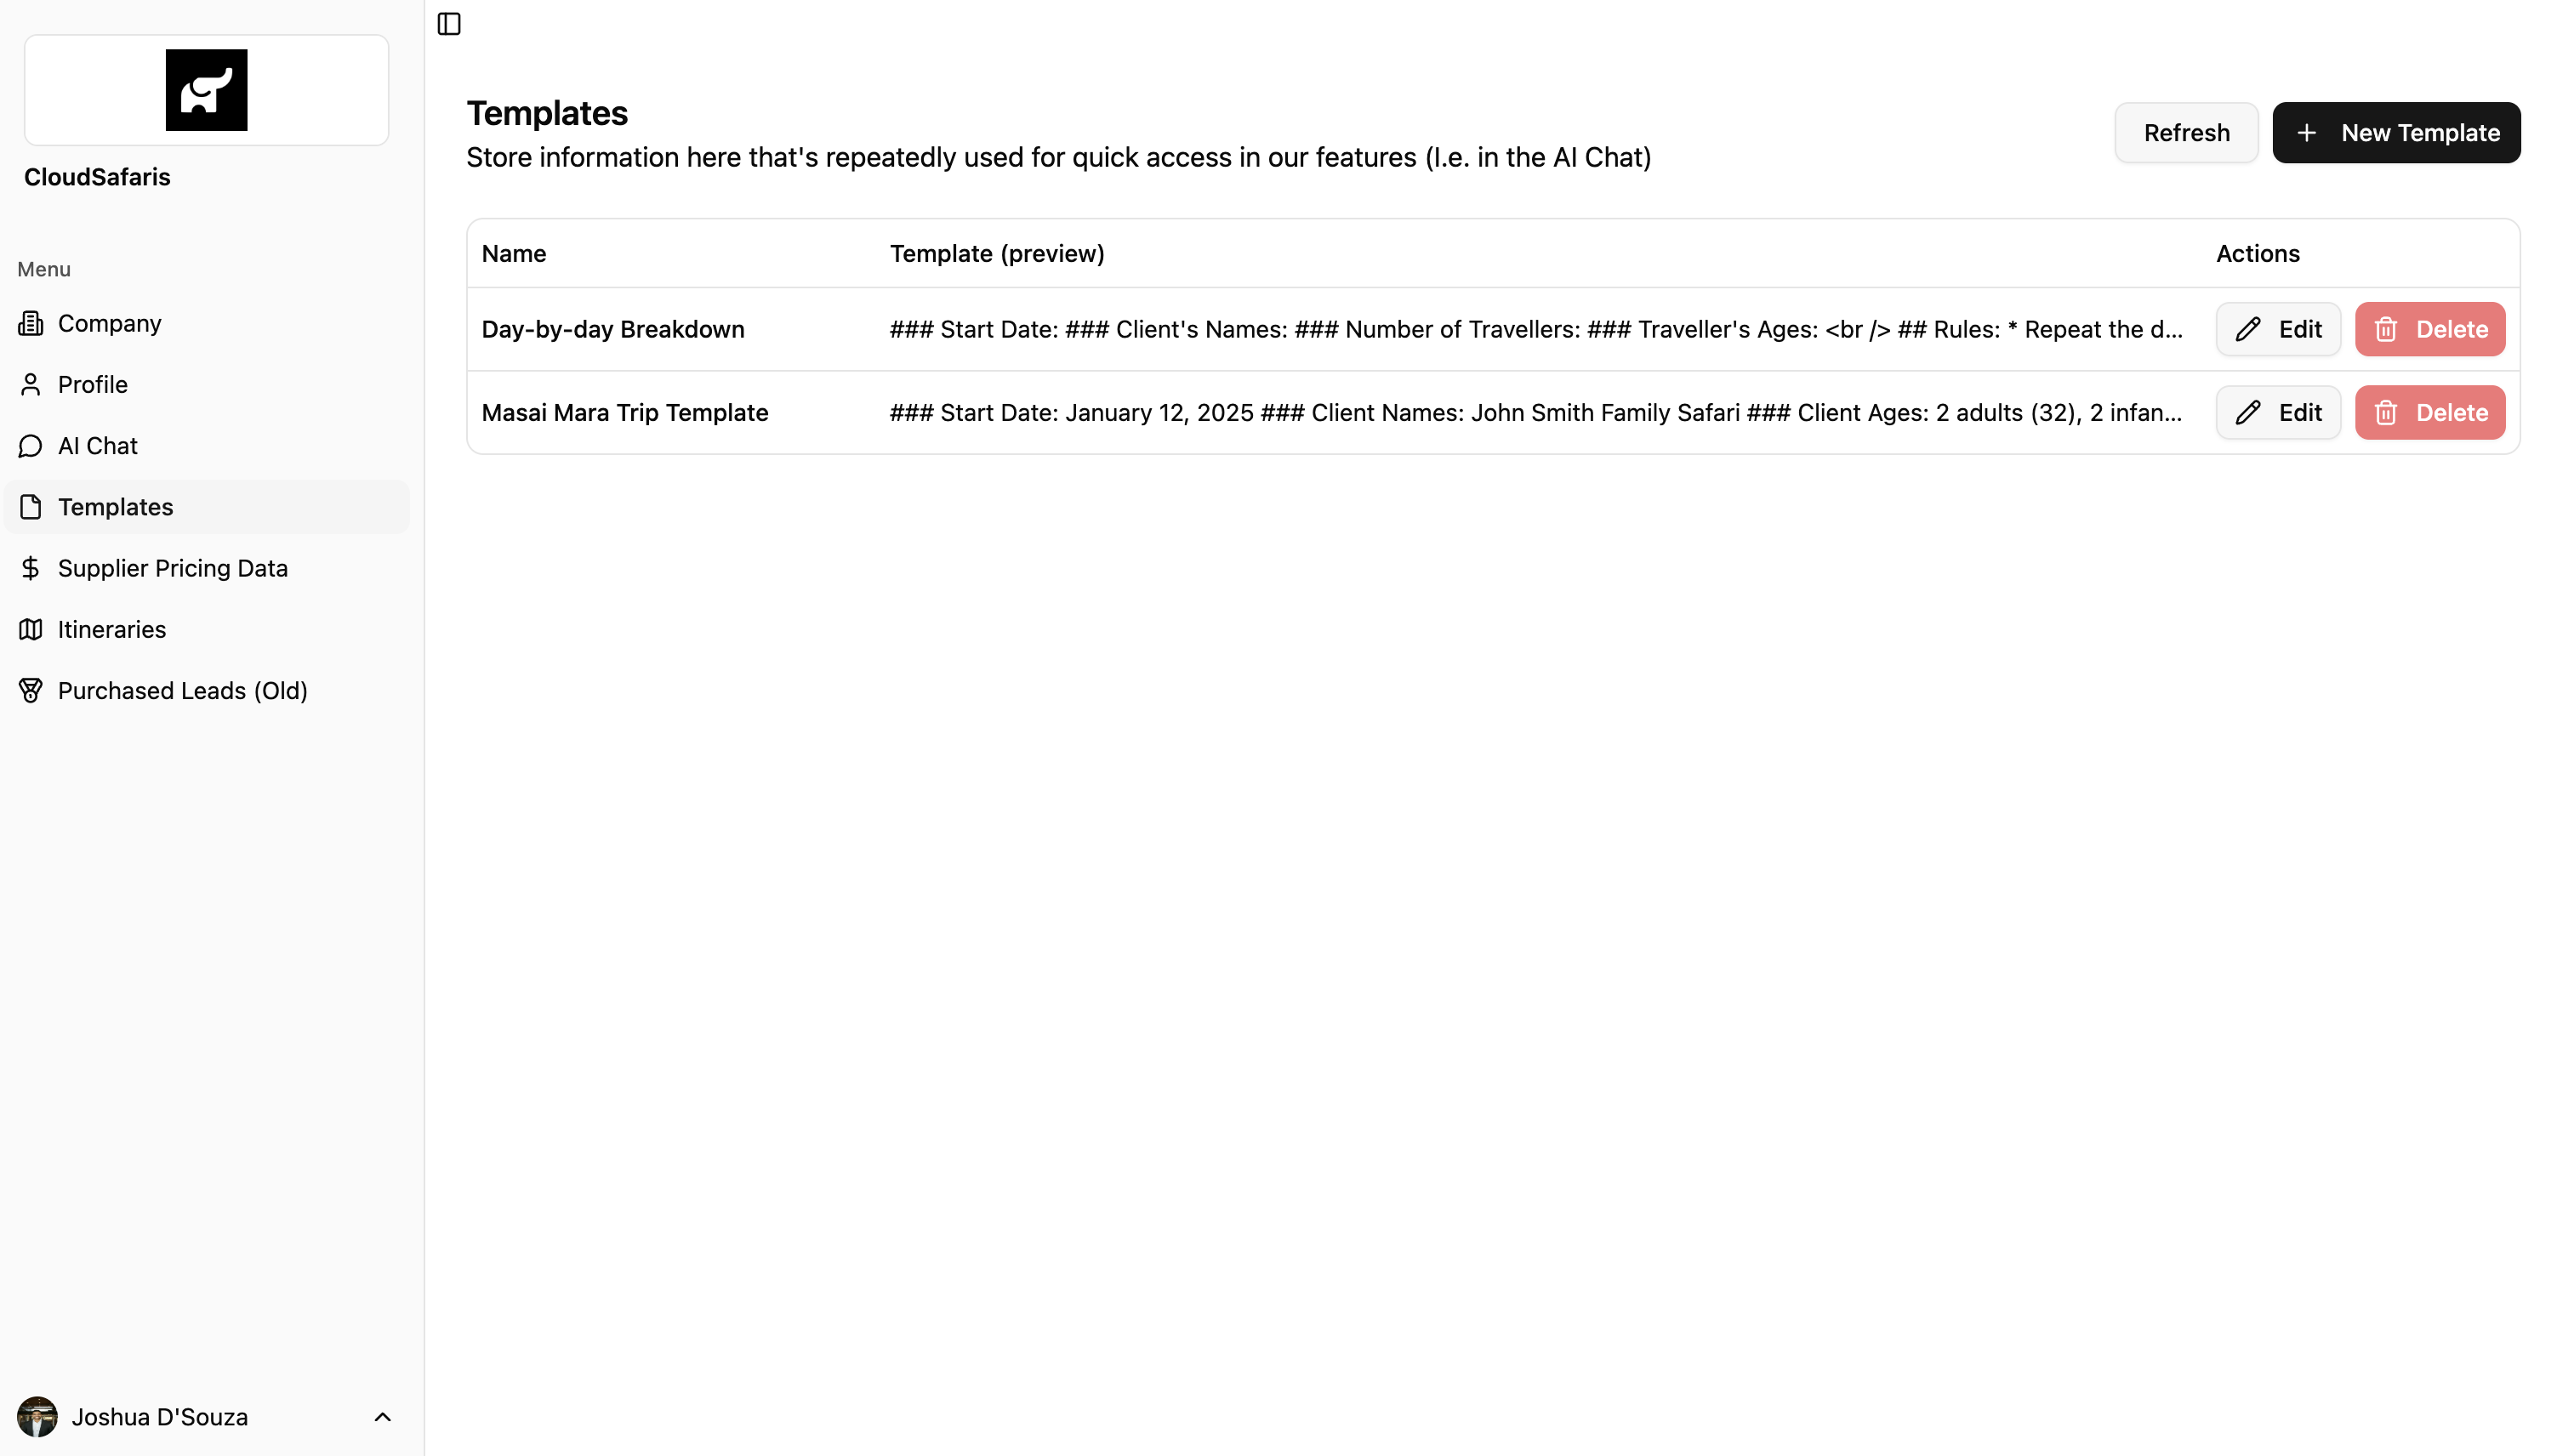 CloudSafaris
Menu
Company
Profile
AI Chat
Templates
Supplier Pricing Data
Itineraries
Purchased Leads (Old)
Joshua D'Souza
Templates
Store information here that's repeatedly used for quick access in our features (I.e. in the AI Chat)
Refresh
+ New Template
Name Template (preview) Actions
Day-by-day Breakdown ### Start Date: ### Client's Names: ### Number of Travellers: ### Traveller's Ages: <br /> ## Rules: * Repeat the d... Edit Delete
Masai Mara Trip Template ### Start Date: January 12, 2025 ### Client Names: John Smith Family Safari ### Client Ages: 2 adults (32), 2 infan... Edit Delete